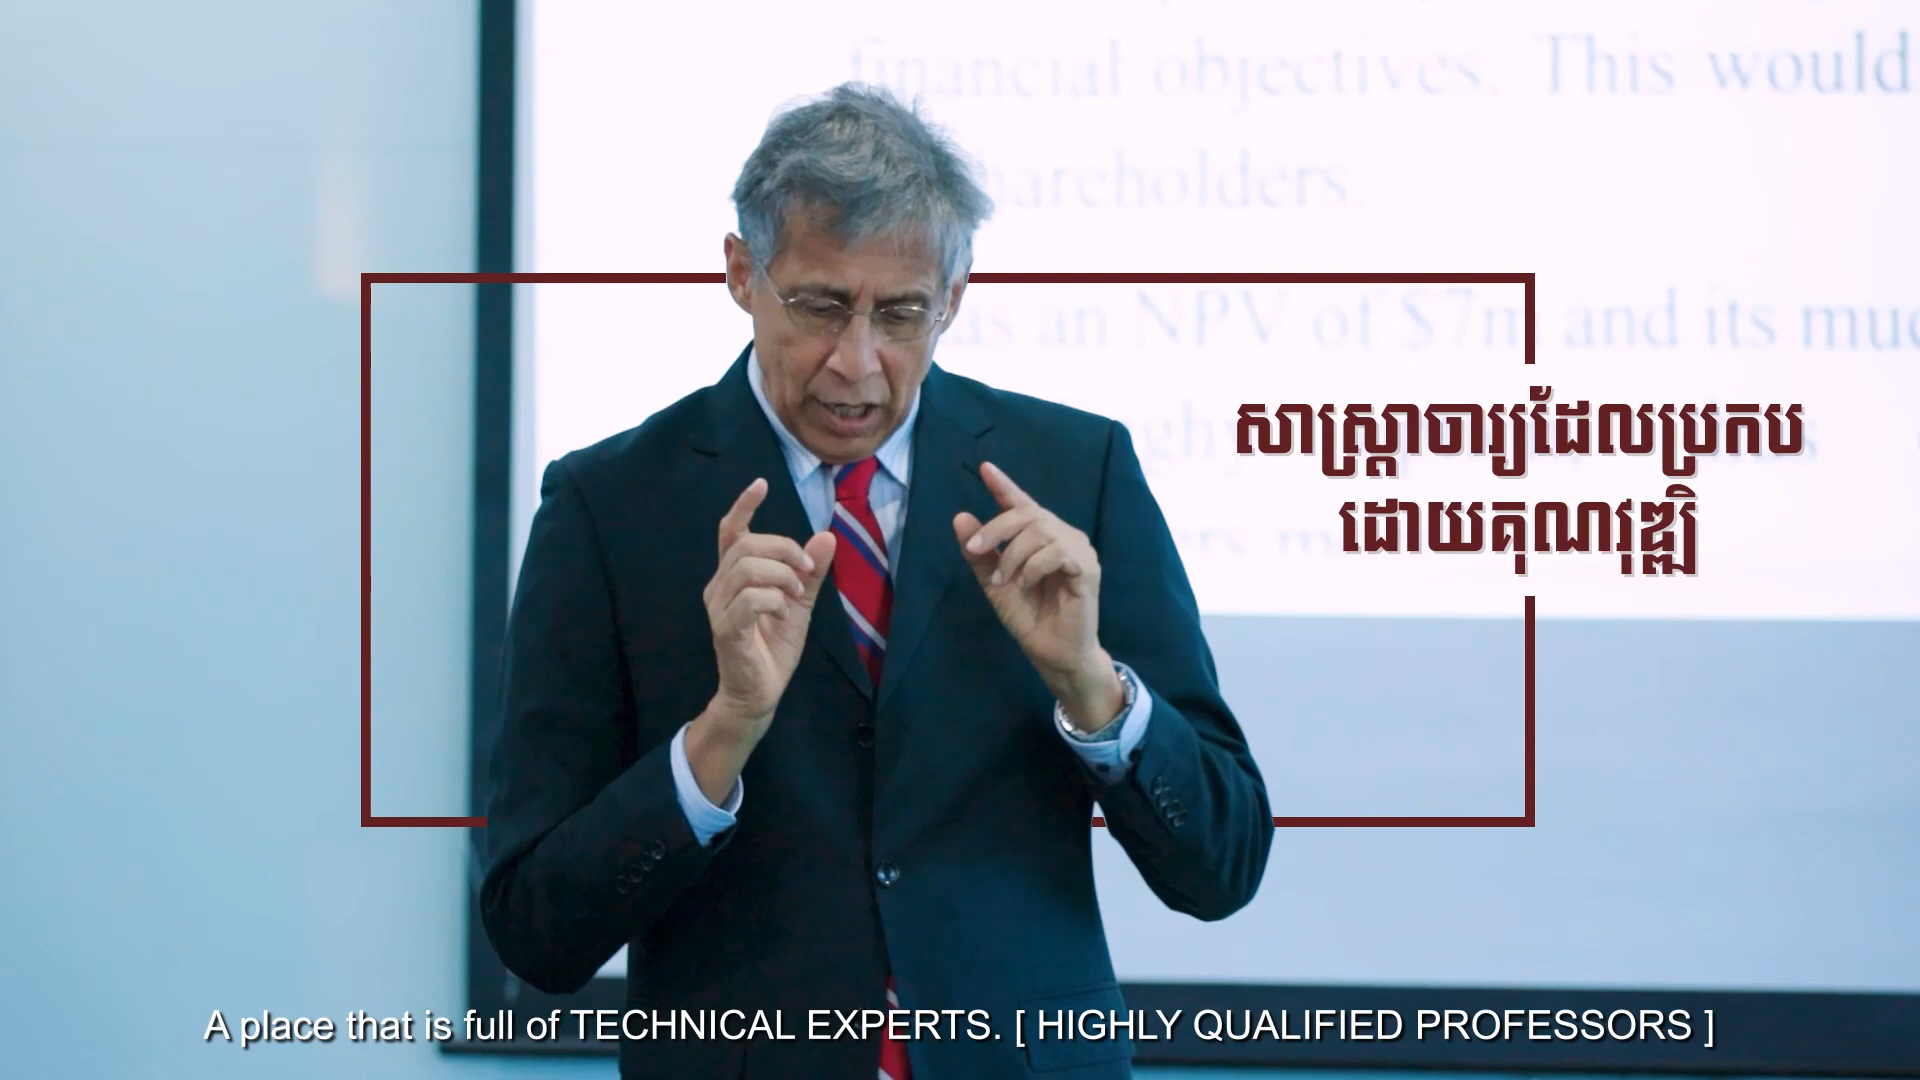 financial objectives. This would
shareholders.
as an NPV of $7m and its muc
សាស្ត្រាចារ្យដែលប្រកប
ដោយគុណវុឌ្ឍិ
A place that is full of TECHNICAL EXPERTS. [ HIGHLY QUALIFIED PROFESSORS ]